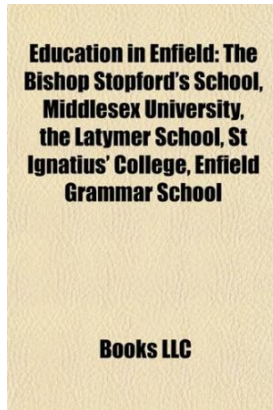 Education in Enfield: The
Bishop Stopford's School,
Middlesex University,
the Latymer School, St
Ignatius' College, Enfield
Grammar School
Books LLC